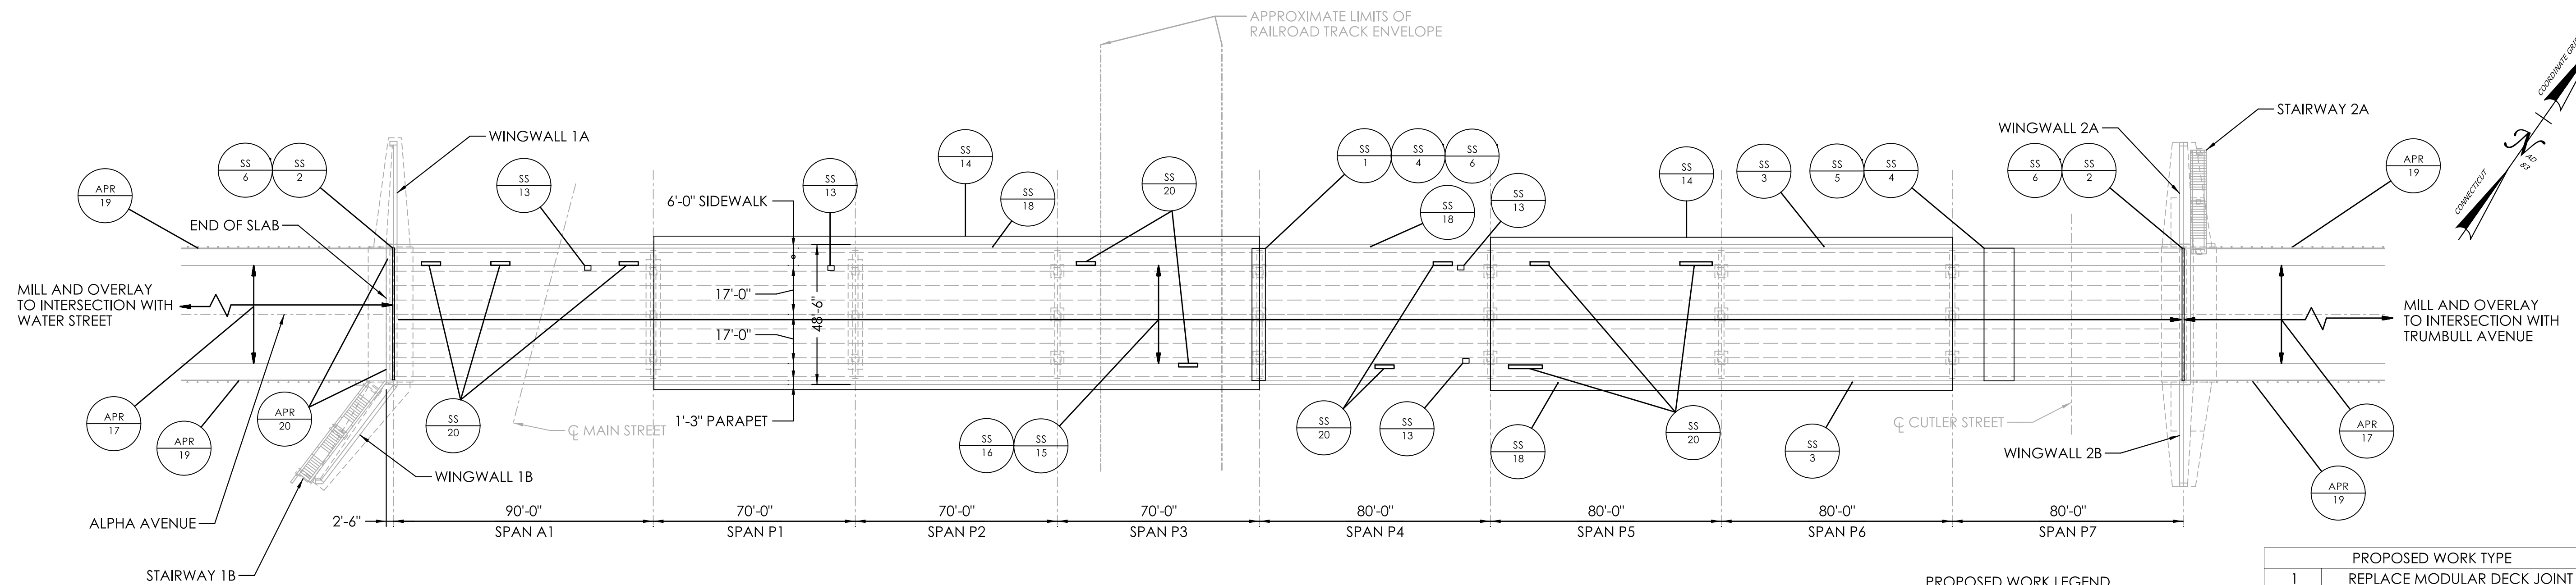 APPROXIMATE LIMITS OF
RAILROAD TRACK ENVELOPE
COORDINATE GRI
N
AD
83
CONNECTICUT
WINGWALL 1A
WINGWALL 2A
STAIRWAY 2A
APR
19
SS
6
SS
2
SS
13
SS
13
SS
14
SS
18
SS
20
SS
1
SS
4
SS
6
SS
18
SS
13
SS
14
SS
3
SS
5
SS
4
SS
6
SS
2
APR
19
END OF SLAB
6'-0" SIDEWALK
8
17'-0"
17'-0"
48'-6"
1'-3" PARAPET
MILL AND OVERLAY
TO INTERSECTION WITH
WATER STREET
MILL AND OVERLAY
TO INTERSECTION WITH
TRUMBULL AVENUE
APR
17
APR
19
APR
20
SS
20
℄ MAIN STREET
SS
16
SS
15
SS
20
SS
13
SS
18
SS
20
SS
3
℄ CUTLER STREET
APR
17
APR
19
WINGWALL 1B
WINGWALL 2B
ALPHA AVENUE
STAIRWAY 1B
2'-6"
90'-0"
SPAN A1
70'-0"
SPAN P1
70'-0"
SPAN P2
70'-0"
SPAN P3
80'-0"
SPAN P4
80'-0"
SPAN P5
80'-0"
SPAN P6
80'-0"
SPAN P7
PROPOSED WORK LEGEND
PROPOSED WORK TYPE
1 REPLACE MODULAR DECK JOINT